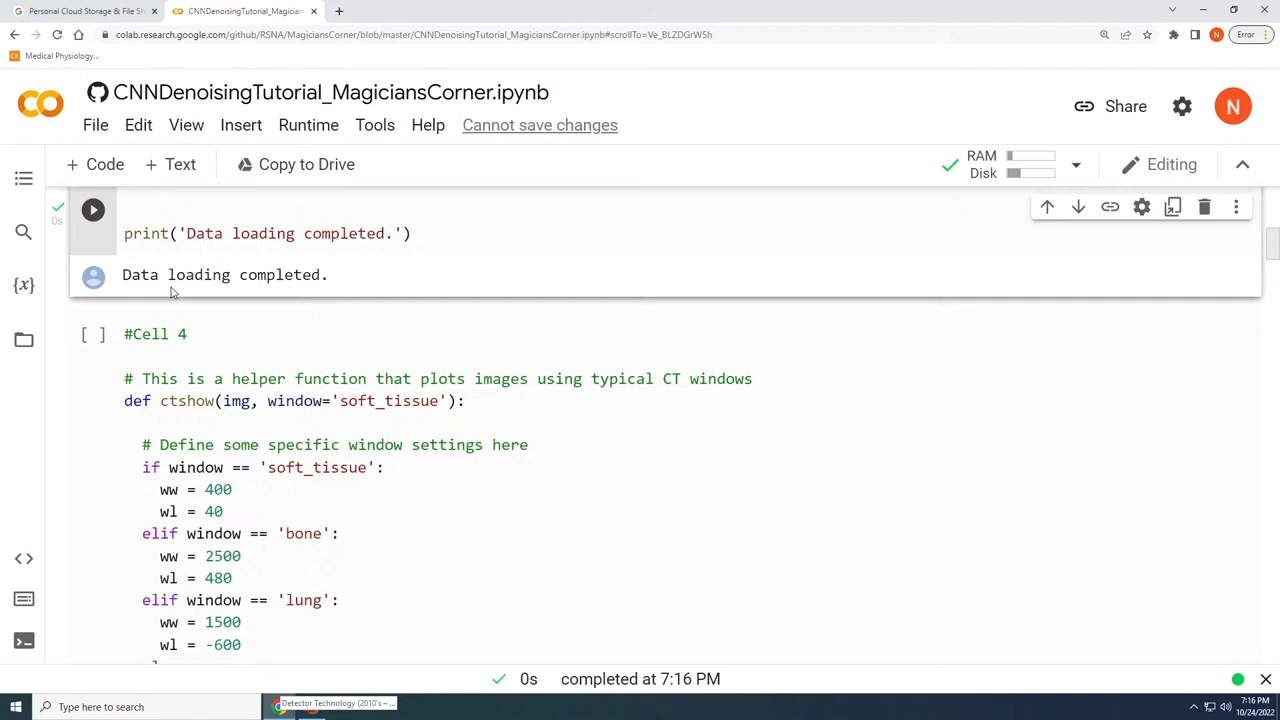 Personal Cloud Storage & File Sh
CNNDenoisingTutorial_Magician
colab.research.google.com/github/RSNA/MagiciansCorner/blob/master/CNNDenoisingTutorial_MagiciansCorner.ipynb#scrollTo=Ve_BLZDGrW5h
N
Error
Medical Physiology...
CNNDenoisingTutorial_MagiciansCorner.ipynb
Share
N
File Edit View Insert Runtime Tools Help Cannot save changes
+ Code + Text Copy to Drive
RAM
Disk
Editing
0s
print('Data loading completed.')
Data loading completed.
{x}
[ ] #Cell 4
# This is a helper function that plots images using typical CT windows
def ctshow(img, window='soft_tissue'):
# Define some specific window settings here
if window == 'soft_tissue':
ww = 400
wl = 40
elif window == 'bone':
ww = 2500
wl = 480
elif window == 'lung':
ww = 1500
wl = -600
0s completed at 7:16 PM
Detector Technology (2010's – ...
Type here to search
7:16 PM
10/24/2022